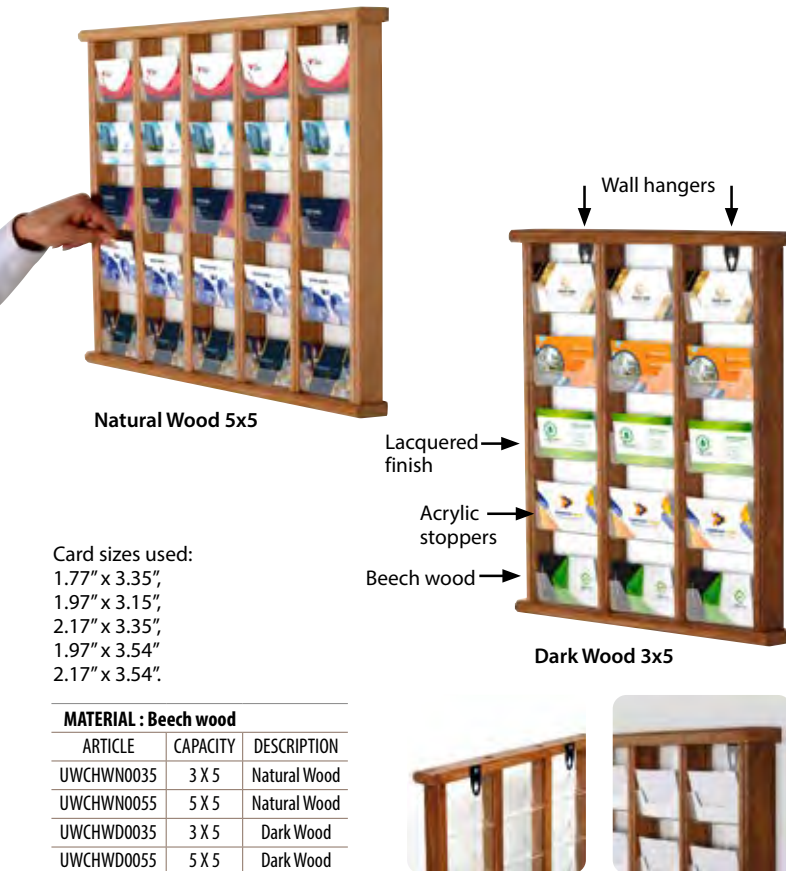 Natural Wood 5x5
Wall hangers
Lacquered
finish
Acrylic
stoppers
Beech wood
Dark Wood 3x5
Card sizes used:
1.77” x 3.35”,
1.97” x 3.15”,
2.17” x 3.35”,
1.97” x 3.54”
2.17” x 3.54”.
MATERIAL : Beech wood
ARTICLE CAPACITY DESCRIPTION
UWCHWN0035 3 X 5 Natural Wood
UWCHWN0055 5 X 5 Natural Wood
UWCHWD0035 3 X 5 Dark Wood
UWCHWD0055 5 X 5 Dark Wood